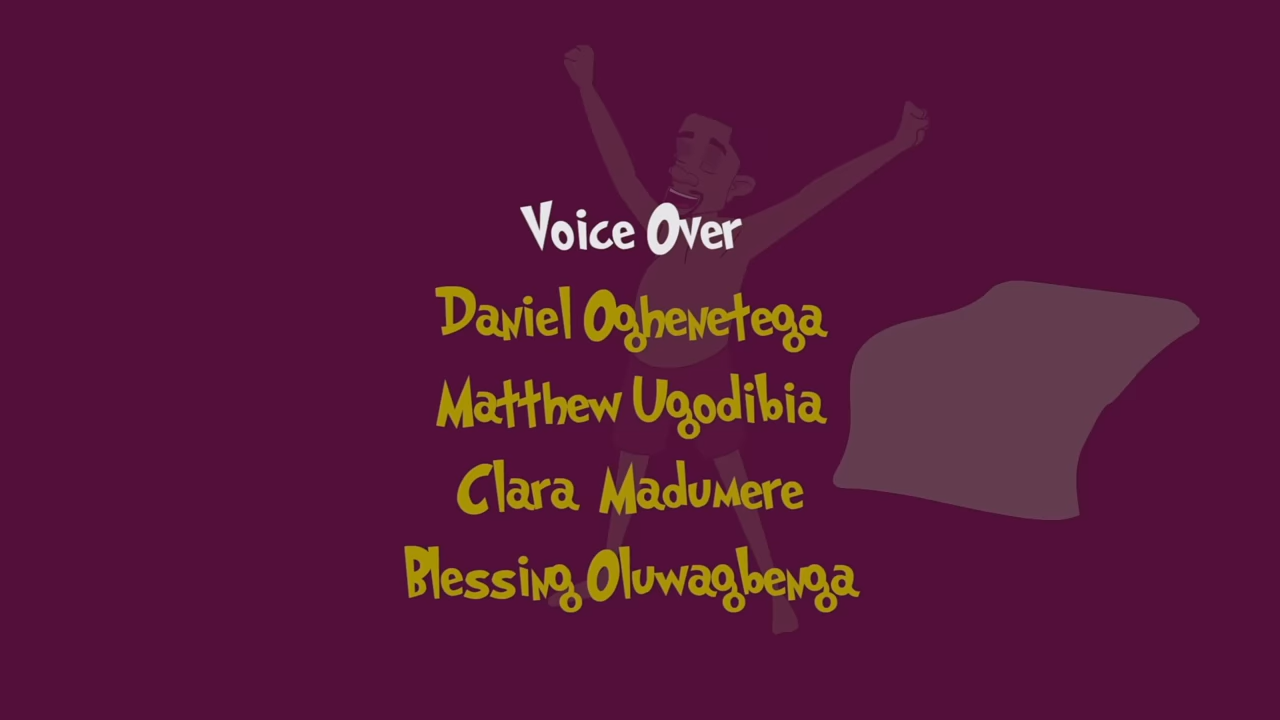 Voice Over
Daniel Oghenetega
Matthew Ugodibia
Clara Madumere
Blessing Oluwagbenga